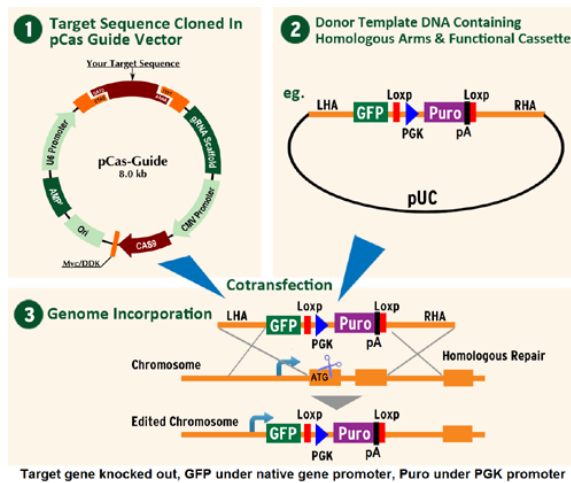 1 Target Sequence Cloned In
pCas Guide Vector
Your Target Sequence
U6 Promoter
gRNA Scaffold
pCas-Guide
8.0 kb
AMP
CMV Promoter
Ori
CAS9
Myc/DDK
2 Donor Template DNA Containing
Homologous Arms & Functional Cassette
eg.
Loxp Loxp
LHA GFP Puro RHA
PGK pA
pUC
Cotransfection
3 Genome Incorporation
Loxp Loxp
LHA RHA
GFP Puro
PGK pA
Chromosome Homologous Repair
ATG
Loxp Loxp
Edited Chromosome
GFP Puro
PGK pA
Target gene knocked out, GFP under native gene promoter, Puro under PGK promoter